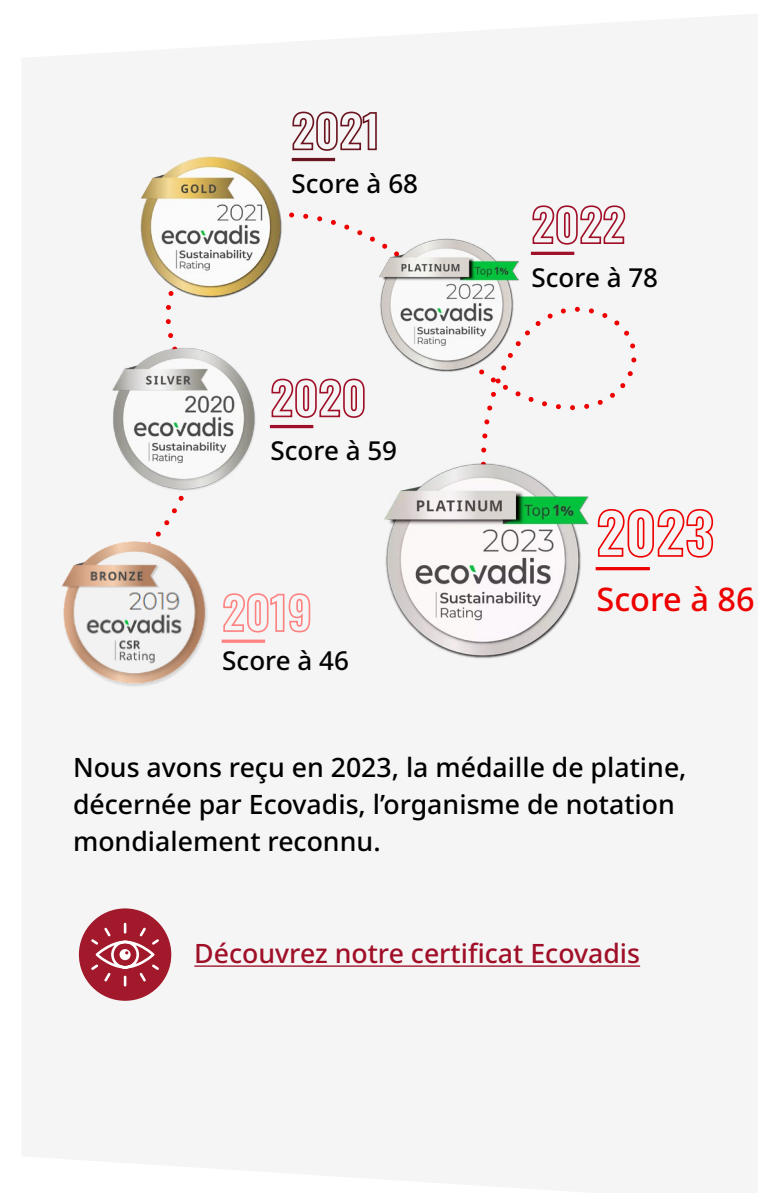 2021
Score à 68
GOLD
2021
ecovadis
Sustainability
Rating
2022
Score à 78
PLATINUM
Top 1%
2022
ecovadis
Sustainability
Rating
SILVER
2020
ecovadis
Sustainability
Rating
2020
Score à 59
PLATINUM
Top 1%
2023
ecovadis
Sustainability
Rating
2023
Score à 86
BRONZE
2019
ecovadis
CSR
Rating
2019
Score à 46
Nous avons reçu en 2023, la médaille de platine,
décernée par Ecovadis, l’organisme de notation
mondialement reconnu.
Découvrez notre certificat Ecovadis